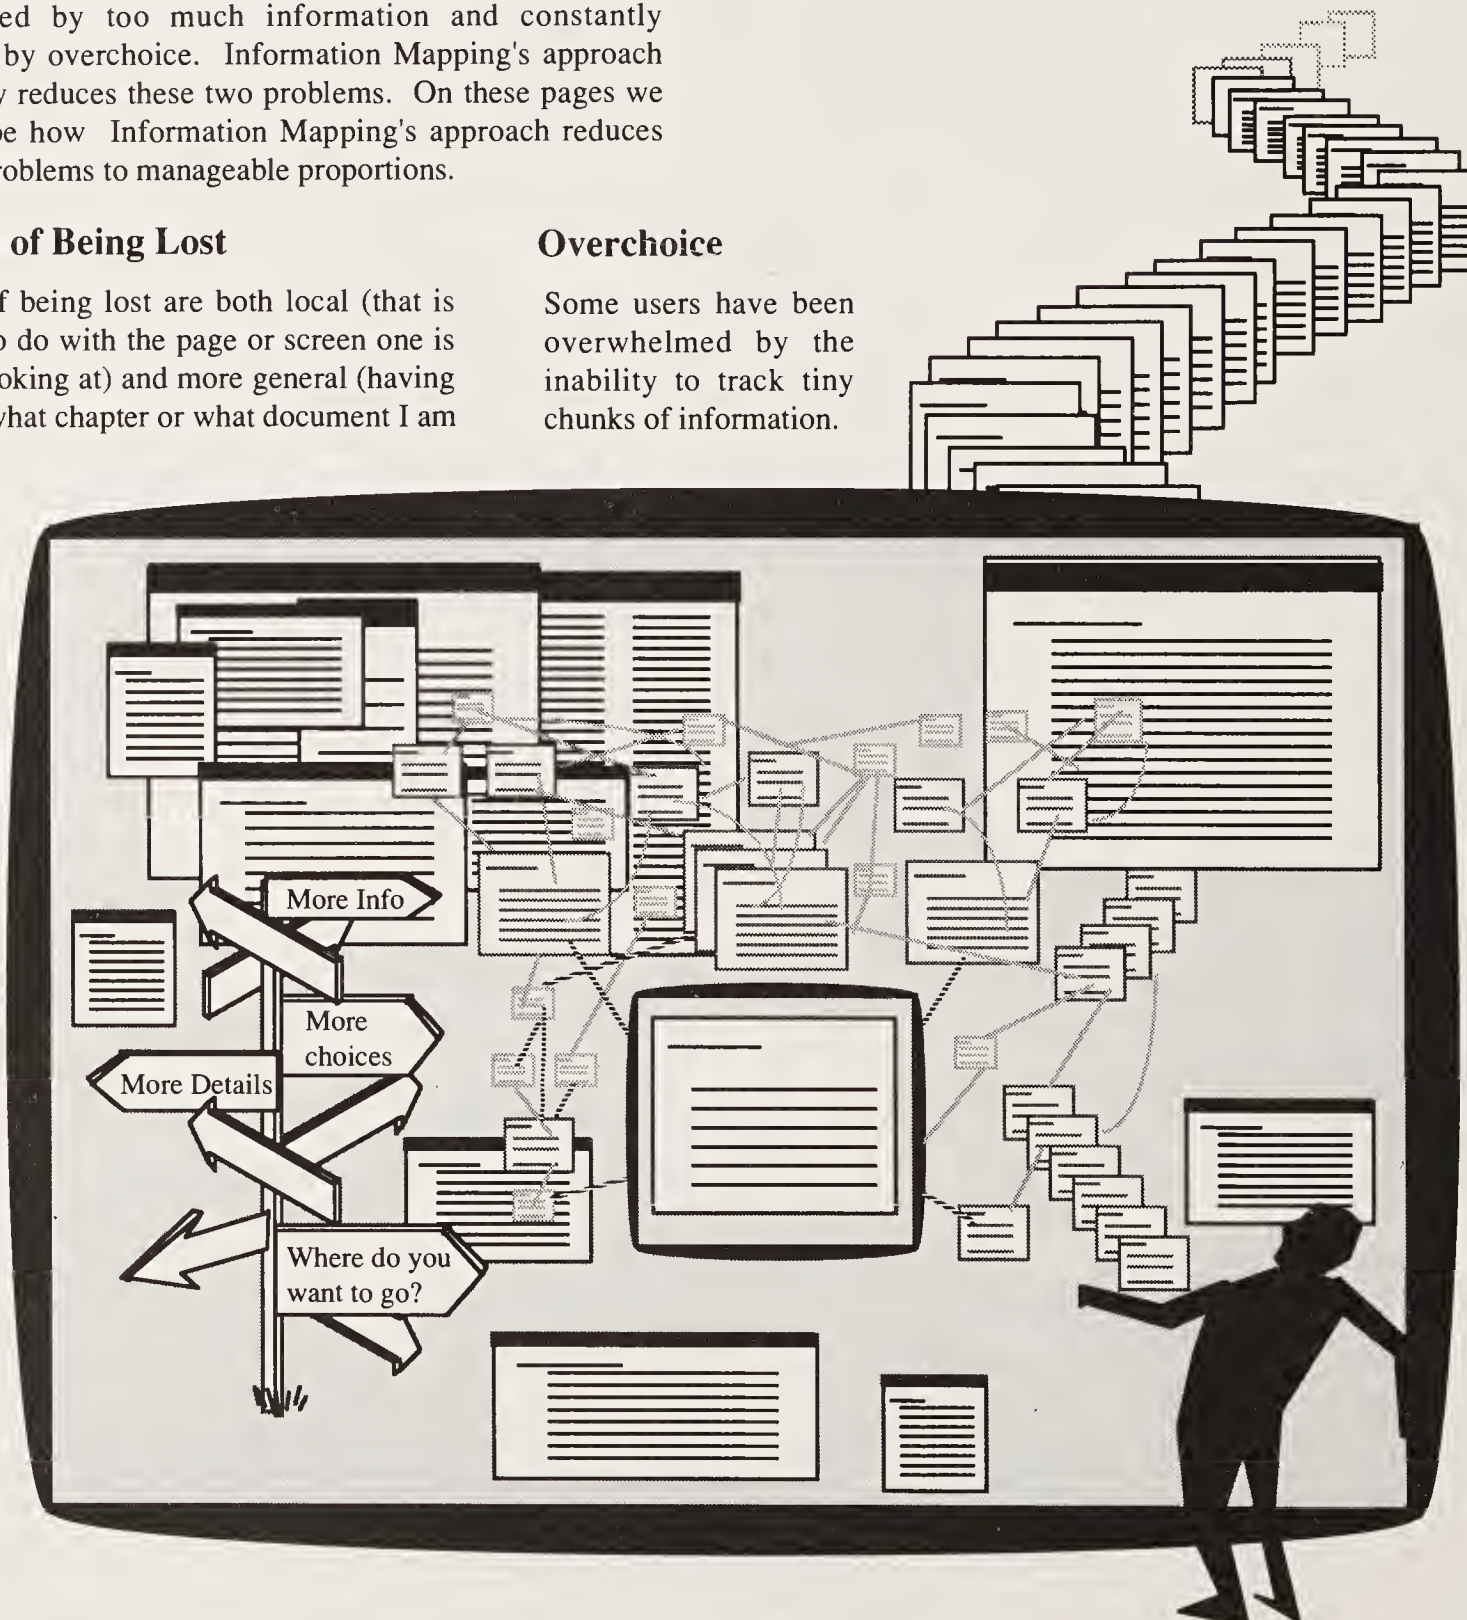 ed by too much information and constantly
by overchoice. Information Mapping's approach
y reduces these two problems. On these pages we
be how Information Mapping's approach reduces
roblems to manageable proportions.
of Being Lost
f being lost are both local (that is
o do with the page or screen one is
oking at) and more general (having
what chapter or what document I am
Overchoice
Some users have been
overwhelmed by the
inability to track tiny
chunks of information.
More Info
More
choices
More Details
Where do you
want to go?